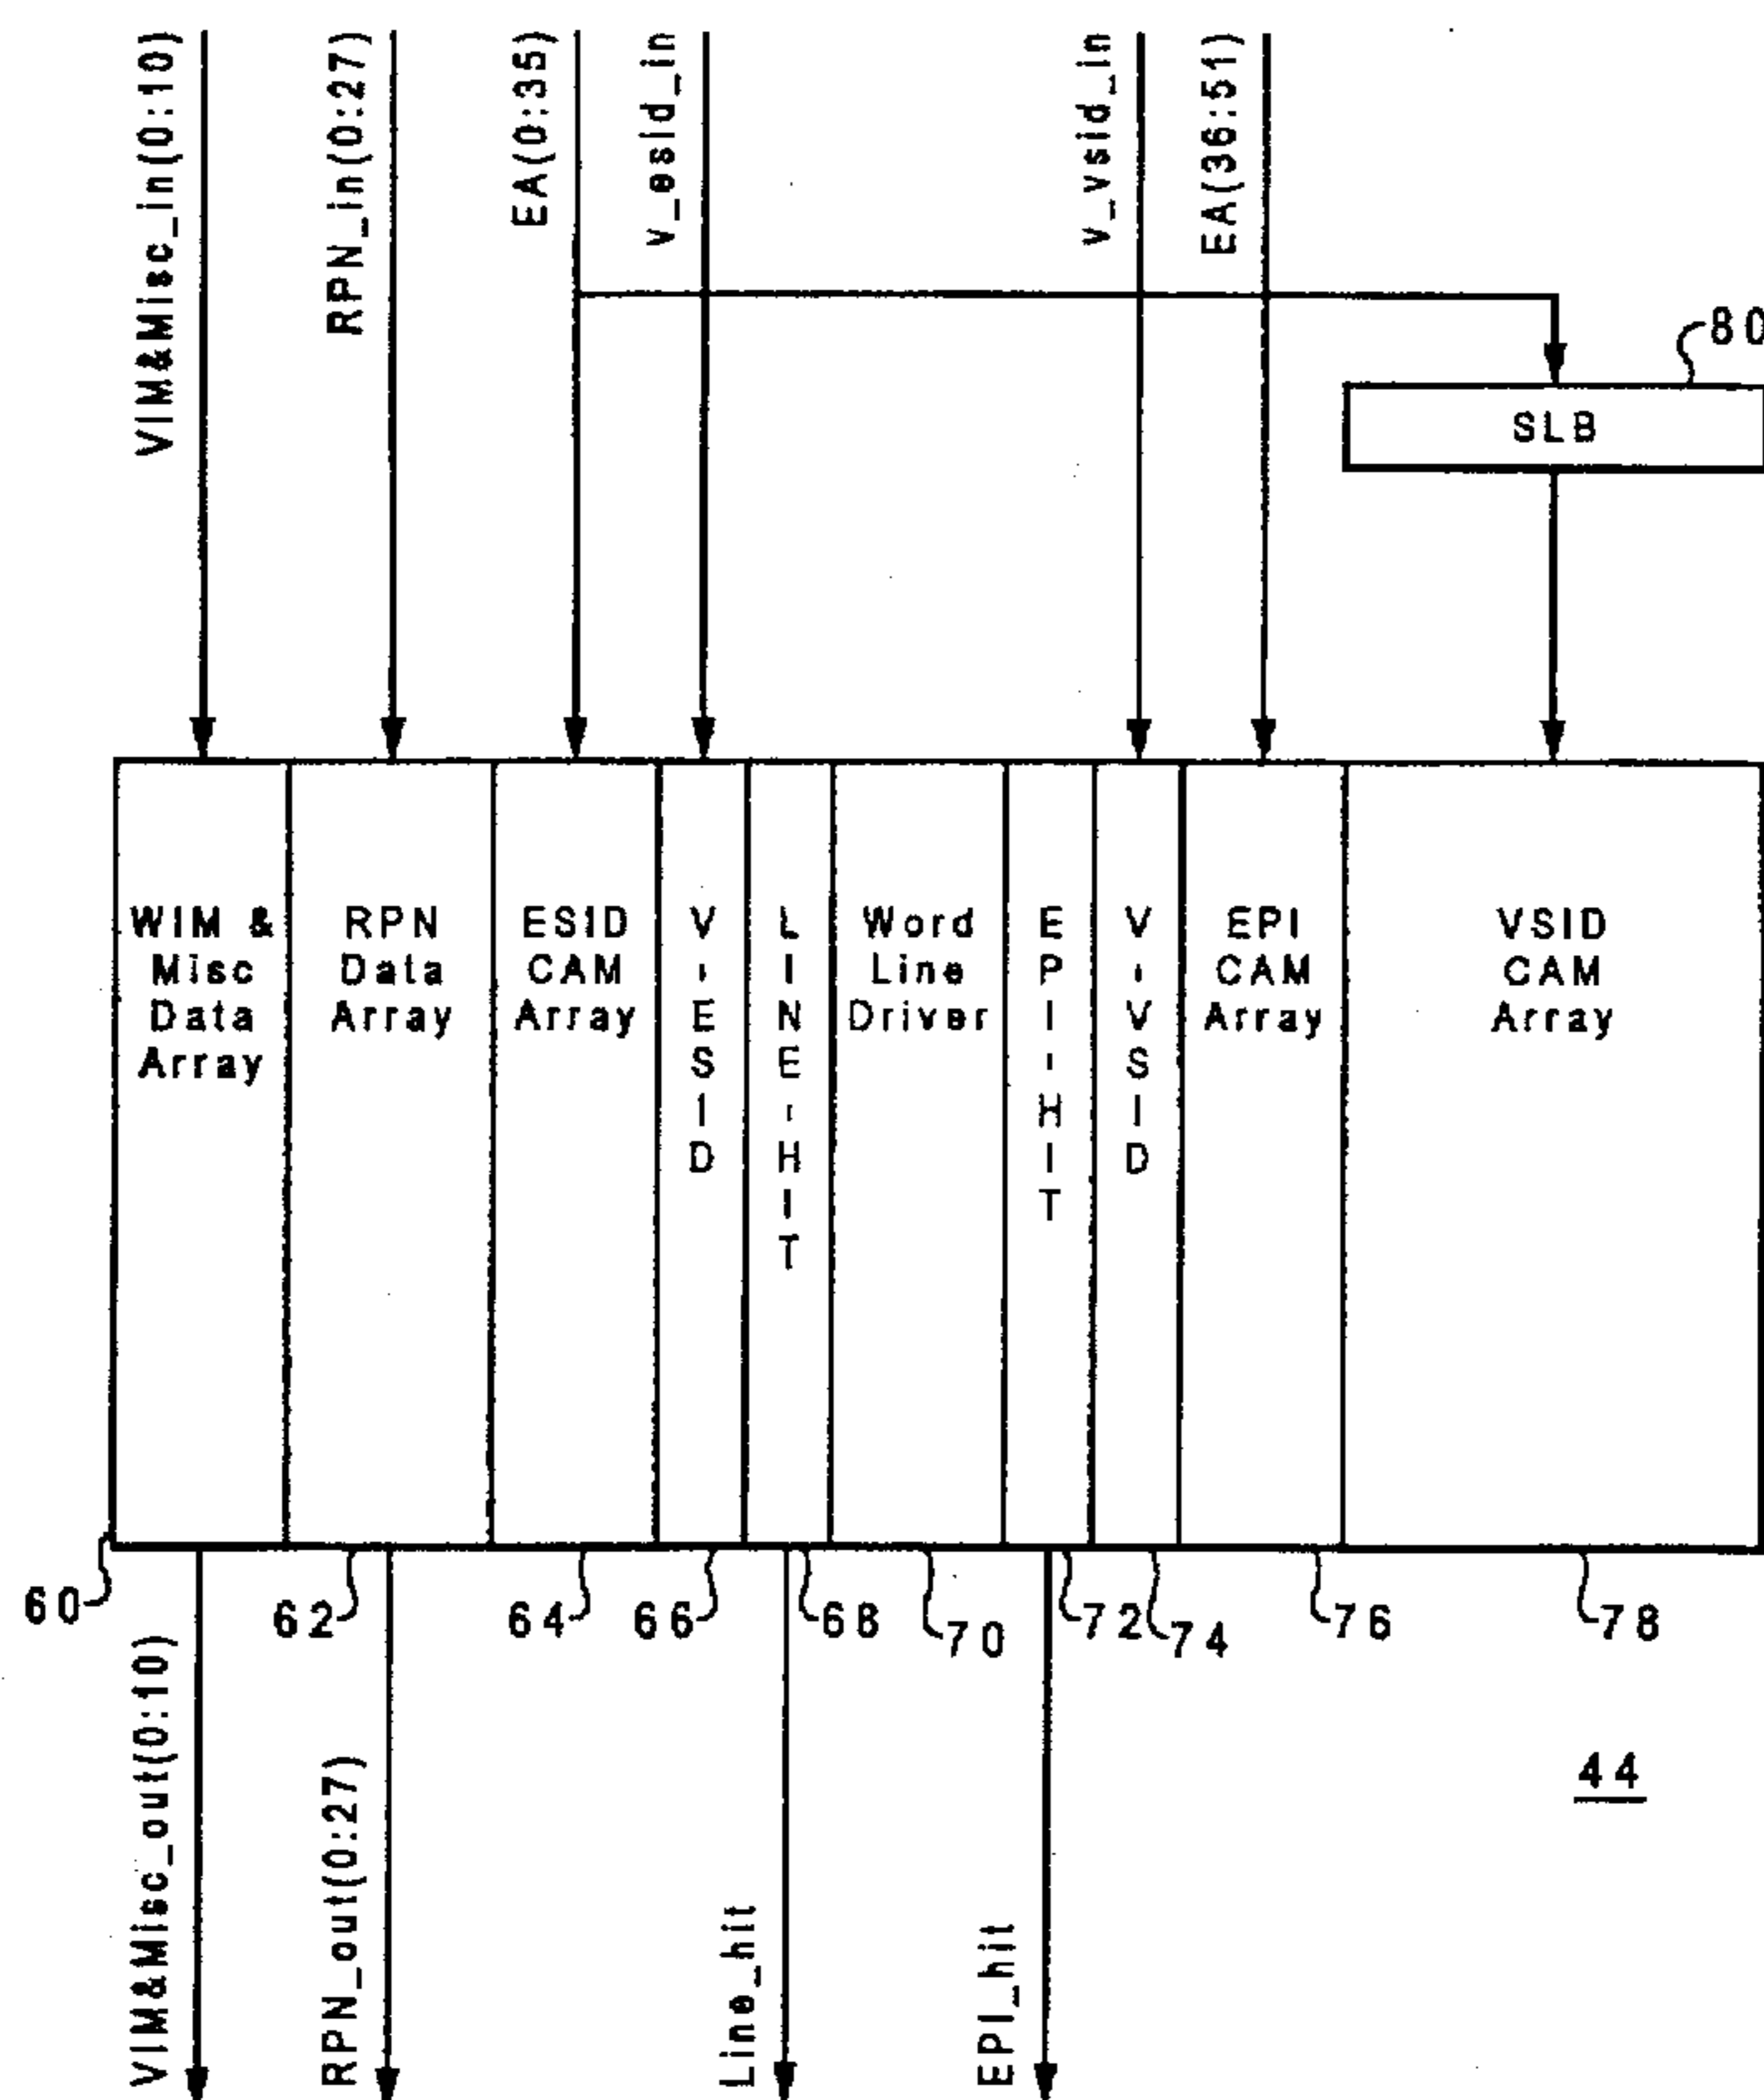 VIM&Misc_in(0:10)
RPN_in(0:27)
EA(0:35)
v_esid_in
v_vsid_in
EA(36:51)
80
SLB
WIM &
Misc
Data
Array
RPN
Data
Array
ESID
CAM
Array
V-ESID
LINE-HIT
Word
Line
Driver
EPI-HIT
V-VSID
EPI
CAM
Array
VSID
CAM
Array
60
62
64
66
68
70
72
74
76
78
VIM&Misc_out(0:10)
RPN_out(0:27)
Line_hit
EPI_hit
44